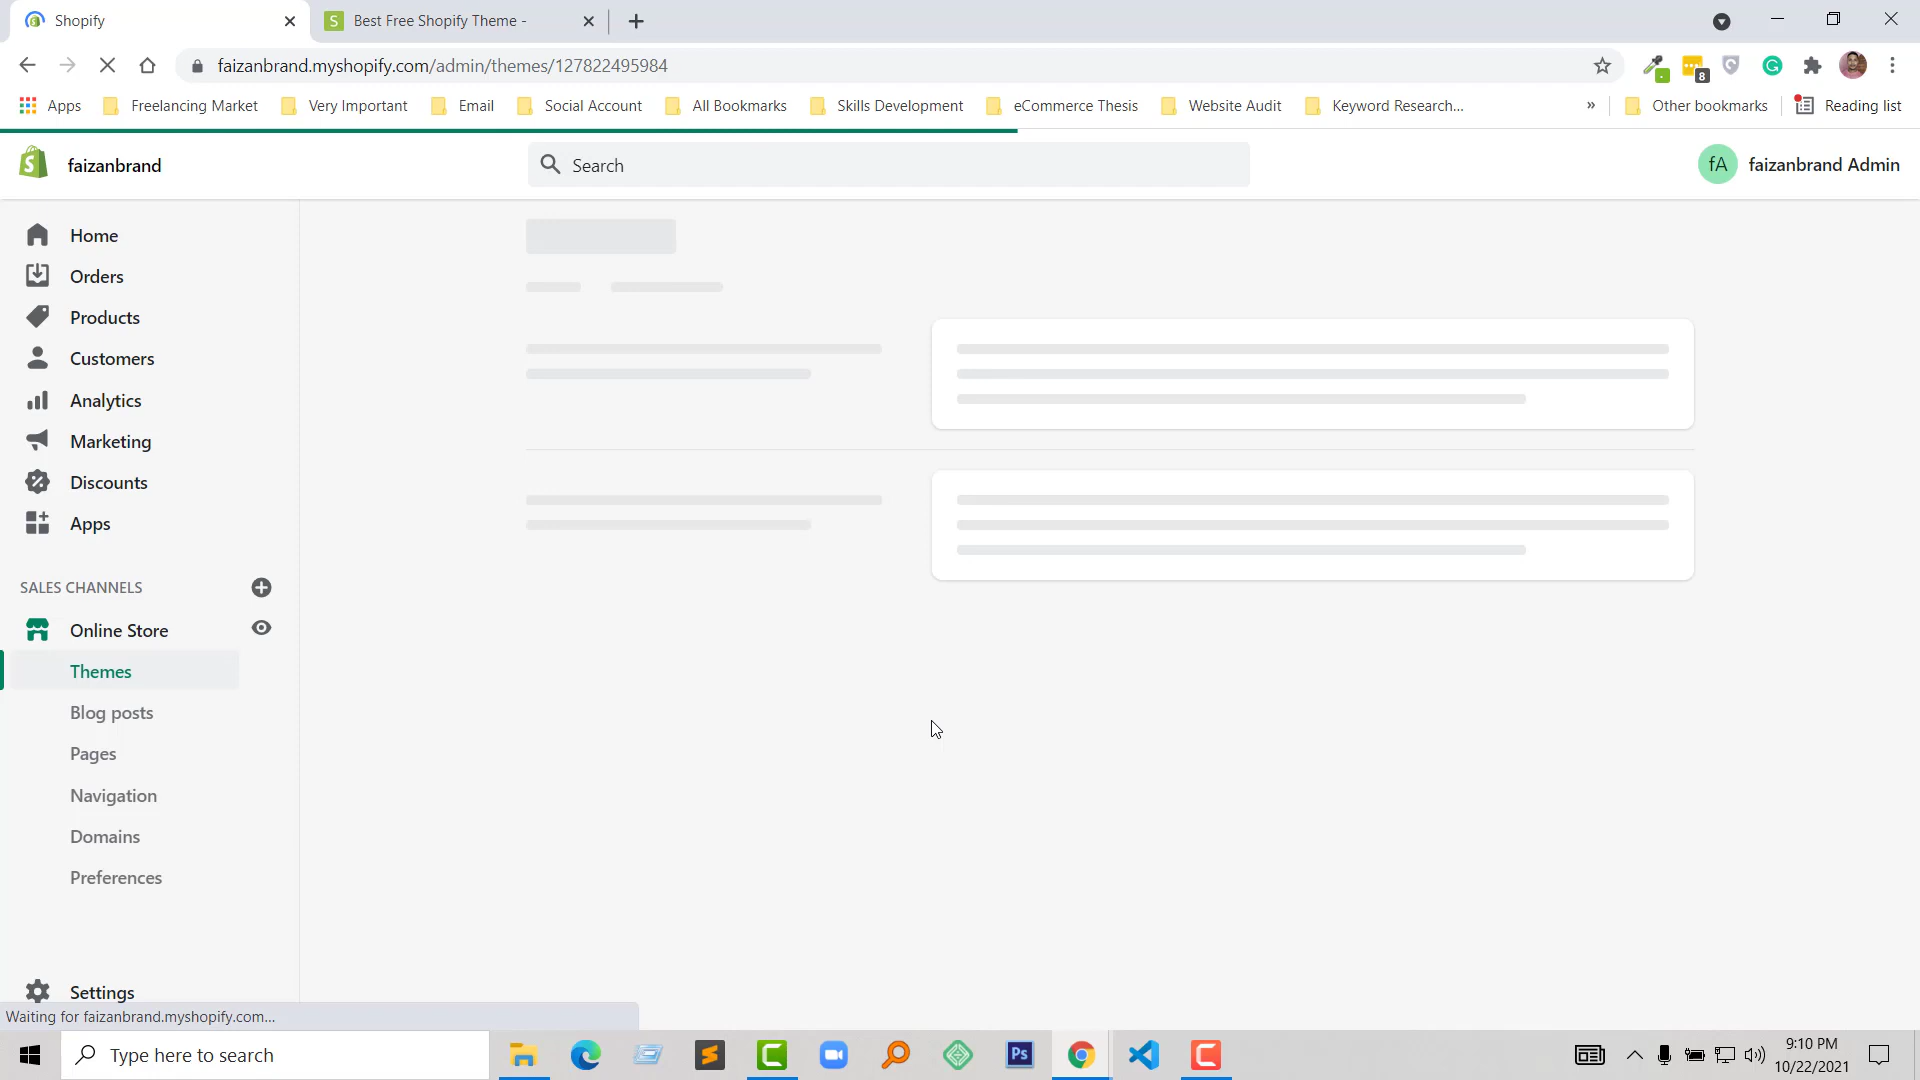 Shopify
Best Free Shopify Theme -
faizanbrand.myshopify.com/admin/themes/127822495984
8
Apps
Freelancing Market
Very Important
Email
Social Account
All Bookmarks
Skills Development
eCommerce Thesis
Website Audit
Keyword Research...
»
Other bookmarks
Reading list
faizanbrand
Search
fA
faizanbrand Admin
Home
Orders
Products
Customers
Analytics
Marketing
Discounts
Apps
SALES CHANNELS
Online Store
Themes
Blog posts
Pages
Navigation
Domains
Preferences
Settings
Waiting for faizanbrand.myshopify.com...
Type here to search
Ps
9:10 PM
10/22/2021